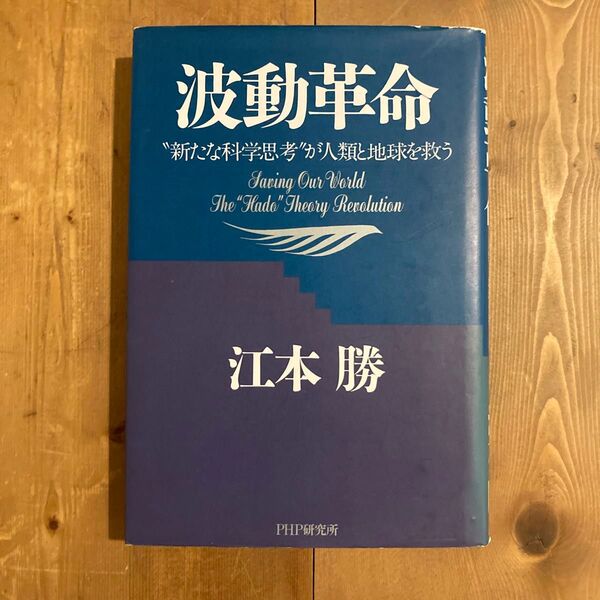 波動革命
“新たな科学思考”が人類と地球を救う
Saving Our World
The "Hado" Theory Revolution
江本 勝
PHP研究所